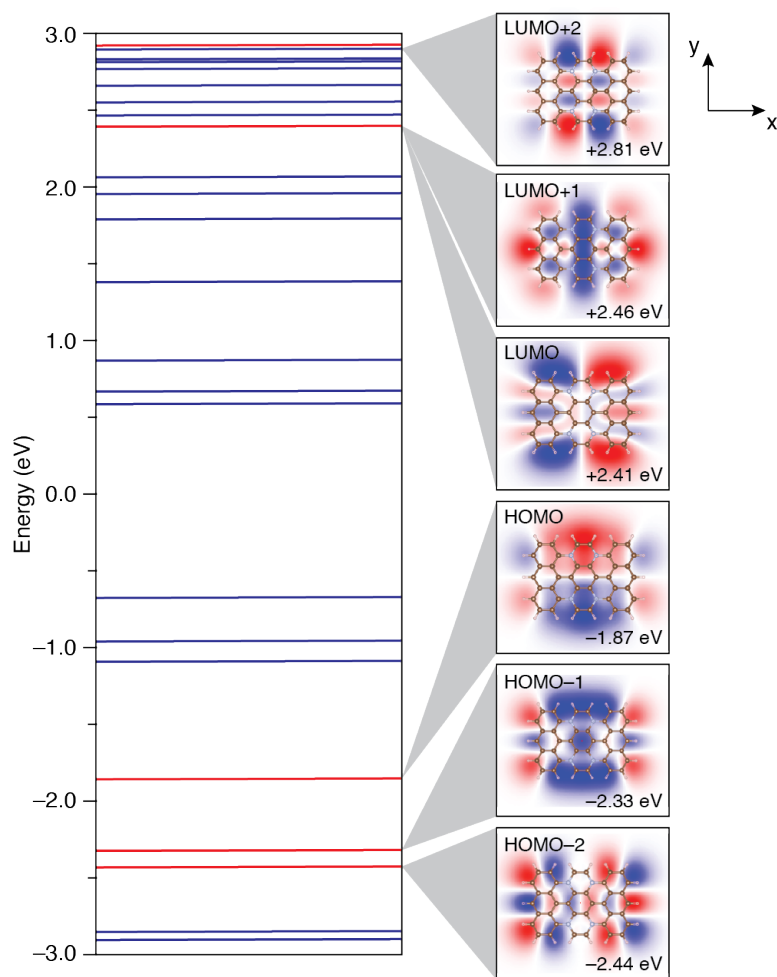 Energy (eV)
3.0
2.0
1.0
0.0
−1.0
−2.0
−3.0
LUMO+2
+2.81 eV
LUMO+1
+2.46 eV
LUMO
+2.41 eV
HOMO
−1.87 eV
HOMO−1
−2.33 eV
HOMO−2
−2.44 eV
y
x